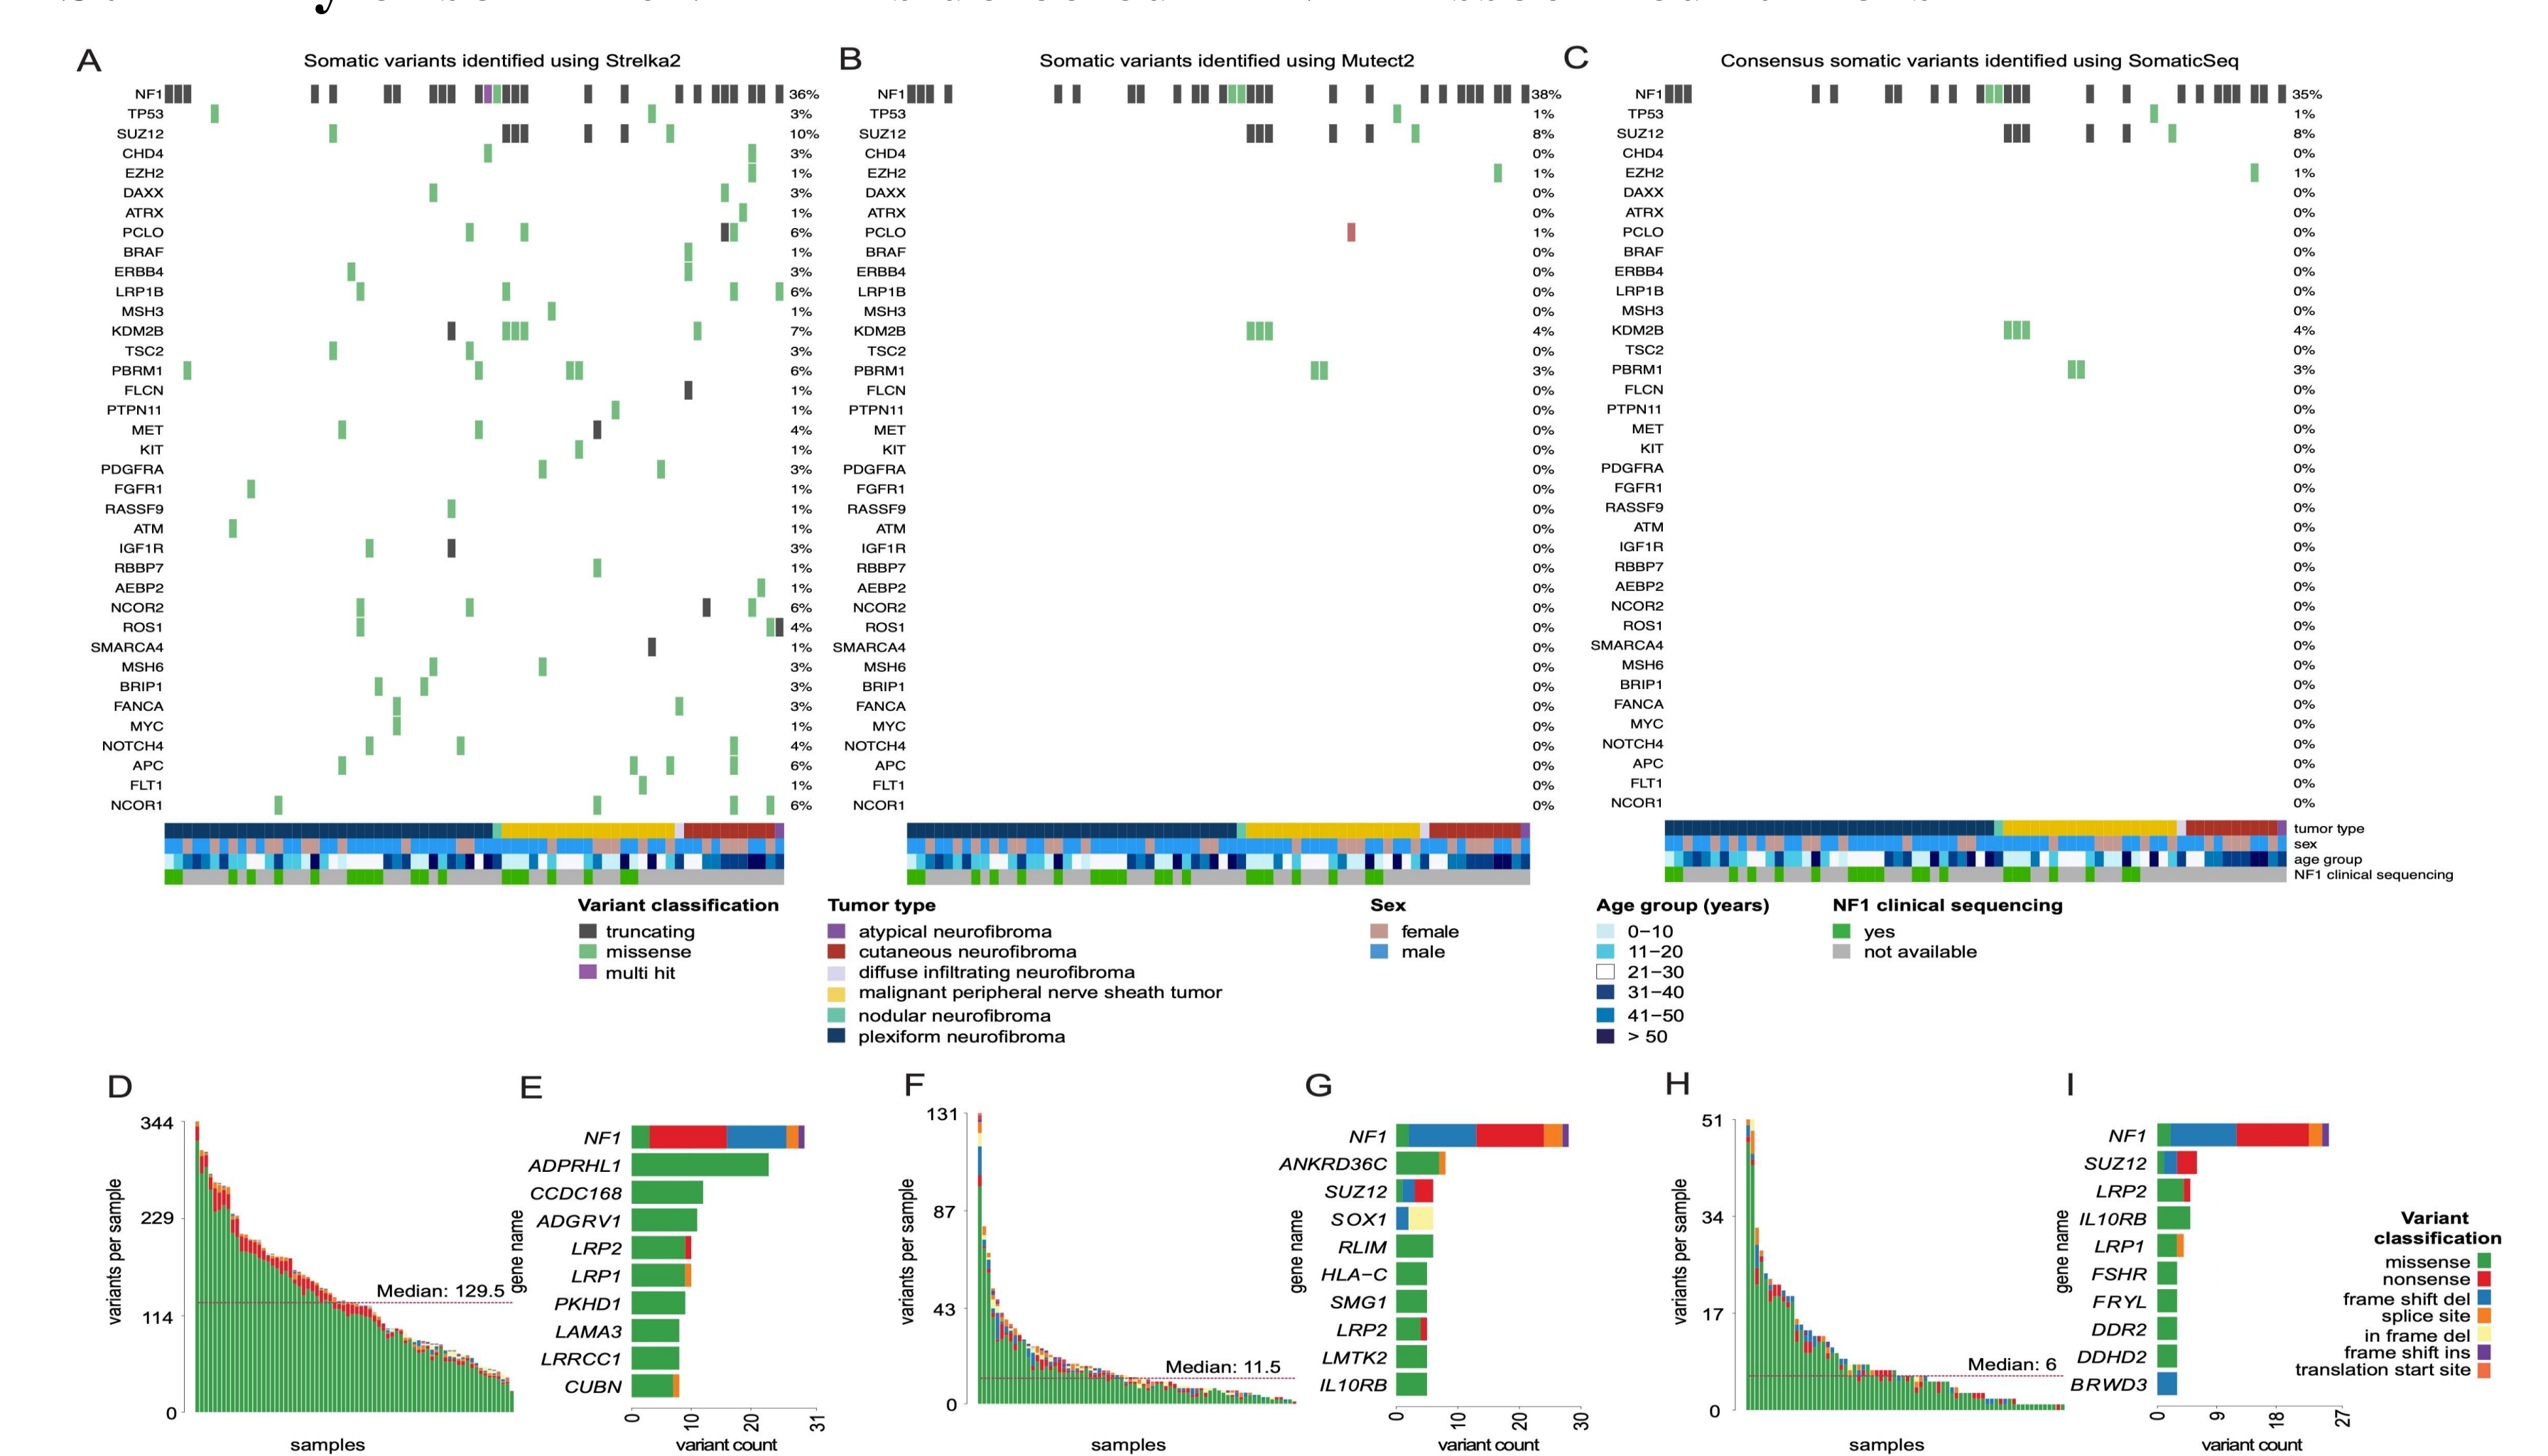 A
Somatic variants identified using Strelka2
NF1 36%
TP53 3%
SUZ12 10%
CHD4 3%
EZH2 1%
DAXX 3%
ATRX 1%
PCLO 6%
BRAF 1%
ERBB4 3%
LRP1B 6%
MSH3 1%
KDM2B 7%
TSC2 3%
PBRM1 6%
FLCN 1%
PTPN11 1%
MET 4%
KIT 1%
PDGFRA 3%
FGFR1 1%
RASSF9 1%
ATM 1%
IGF1R 3%
RBBP7 1%
AEBP2 1%
NCOR2 6%
ROS1 4%
SMARCA4 1%
MSH6 3%
BRIP1 3%
FANCA 3%
MYC 1%
NOTCH4 4%
APC 6%
FLT1 1%
NCOR1 6%
B
Somatic variants identified using Mutect2
NF1 38%
TP53 1%
SUZ12 8%
CHD4 0%
EZH2 1%
DAXX 0%
ATRX 0%
PCLO 1%
BRAF 0%
ERBB4 0%
LRP1B 0%
MSH3 0%
KDM2B 4%
TSC2 0%
PBRM1 3%
FLCN 0%
PTPN11 0%
MET 0%
KIT 0%
PDGFRA 0%
FGFR1 0%
RASSF9 0%
ATM 0%
IGF1R 0%
RBBP7 0%
AEBP2 0%
NCOR2 0%
ROS1 0%
SMARCA4 0%
MSH6 0%
BRIP1 0%
FANCA 0%
MYC 0%
NOTCH4 0%
APC 0%
FLT1 0%
NCOR1 0%
C
Consensus somatic variants identified using SomaticSeq
NF1 35%
TP53 1%
SUZ12 8%
CHD4 0%
EZH2 1%
DAXX 0%
ATRX 0%
PCLO 0%
BRAF 0%
ERBB4 0%
LRP1B 0%
MSH3 0%
KDM2B 4%
TSC2 0%
PBRM1 3%
FLCN 0%
PTPN11 0%
MET 0%
KIT 0%
PDGFRA 0%
FGFR1 0%
RASSF9 0%
ATM 0%
IGF1R 0%
RBBP7 0%
AEBP2 0%
NCOR2 0%
ROS1 0%
SMARCA4 0%
MSH6 0%
BRIP1 0%
FANCA 0%
MYC 0%
NOTCH4 0%
APC 0%
FLT1 0%
NCOR1 0%
tumor type
sex
age group
NF1 clinical sequencing
Variant classification
truncating
missense
multi hit
Tumor type
atypical neurofibroma
cutaneous neurofibroma
diffuse infiltrating neurofibroma
malignant peripheral nerve sheath tumor
nodular neurofibroma
plexiform neurofibroma
Sex
female
male
Age group (years)
0−10
11−20
21−30
31−40
41−50
> 50
NF1 clinical sequencing
yes
not available
D
variants per sample
344
229
114
0
Median: 129.5
samples
E
gene name
NF1
ADPRHL1
CCDC168
ADGRV1
LRP2
LRP1
PKHD1
LAMA3
LRRCC1
CUBN
0 10 20 31
variant count
F
variants per sample
131
87
43
0
Median: 11.5
samples
G
gene name
NF1
ANKRD36C
SUZ12
SOX1
RLIM
HLA−C
SMG1
LRP2
LMTK2
IL10RB
0 10 20 30
variant count
H
variants per sample
51
34
17
0
Median: 6
samples
I
gene name
NF1
SUZ12
LRP2
IL10RB
LRP1
FSHR
FRYL
DDR2
DDHD2
BRWD3
0 9 18 27
variant count
Variant
classification
missense
nonsense
frame shift del
splice site
in frame del
frame shift ins
translation start site